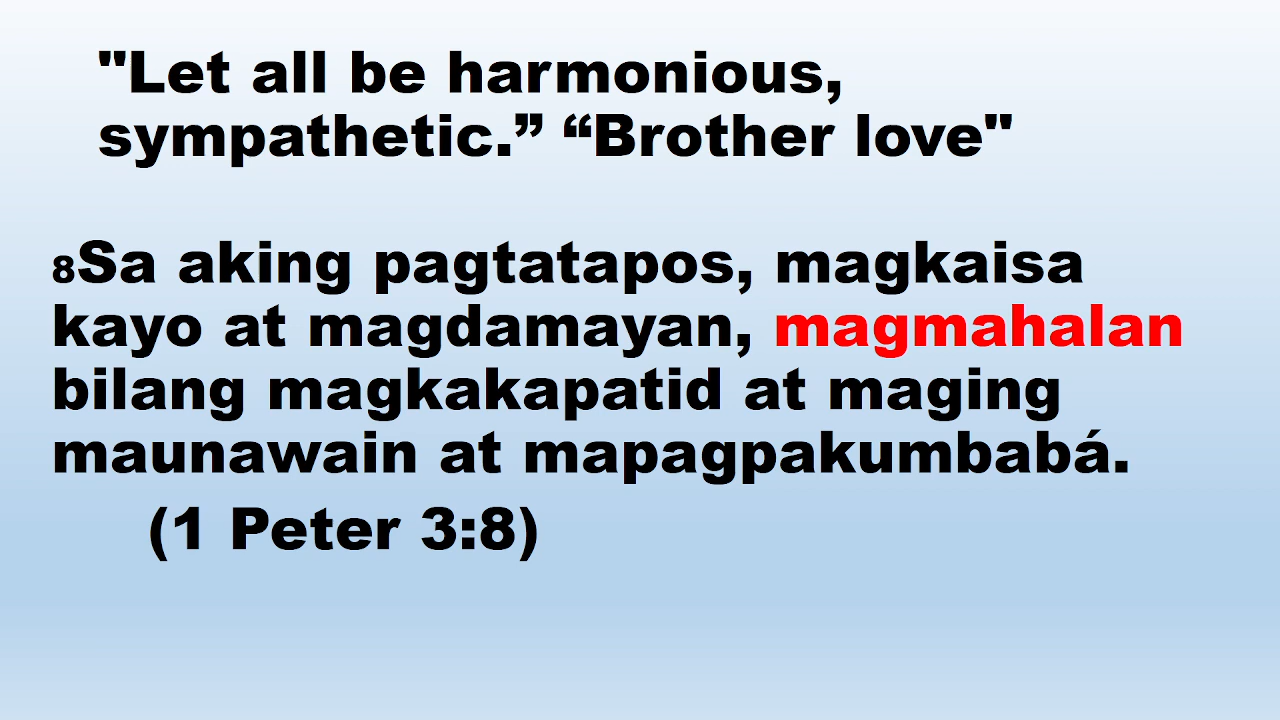 "Let all be harmonious,
sympathetic.” “Brother love"
8Sa aking pagtatapos, magkaisa
kayo at magdamayan, magmahalan
bilang magkakapatid at maging
maunawain at mapagpakumbabá.
(1 Peter 3:8)